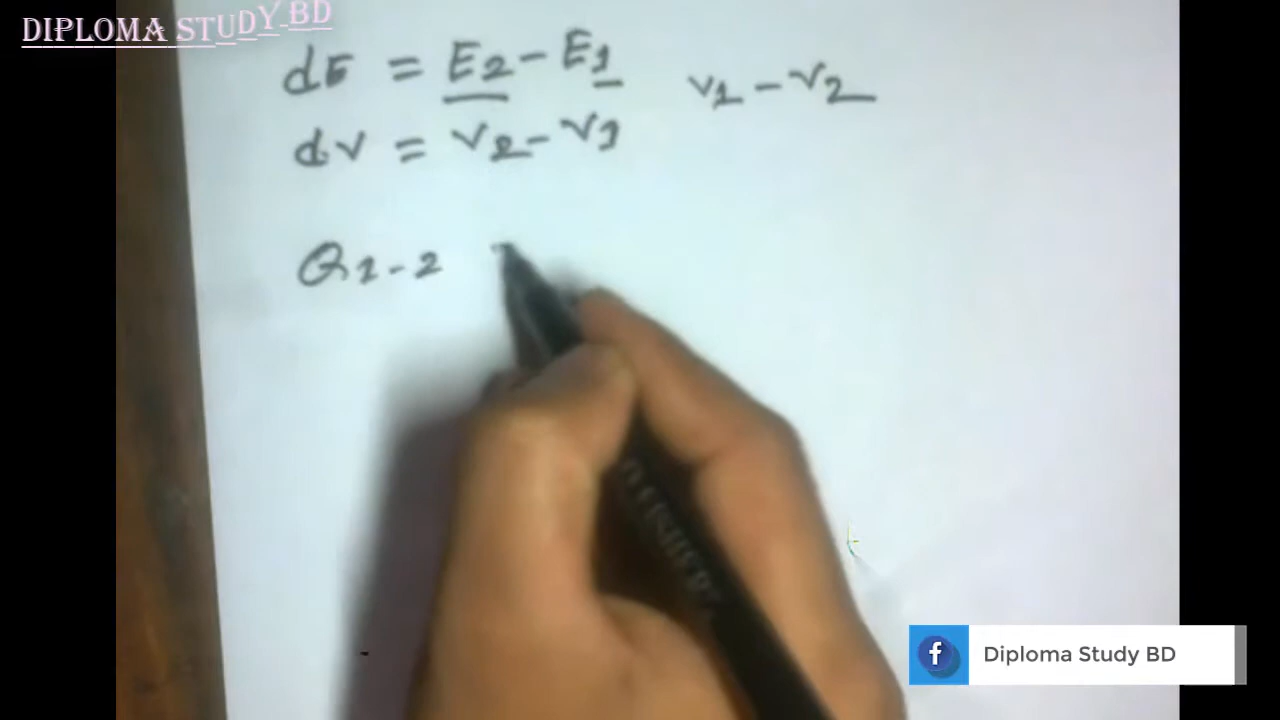 DIPLOMA STUDY BD
dE = E2 - E1
v1 - v2
dv = v2 - v1
Q1-2
Diploma Study BD